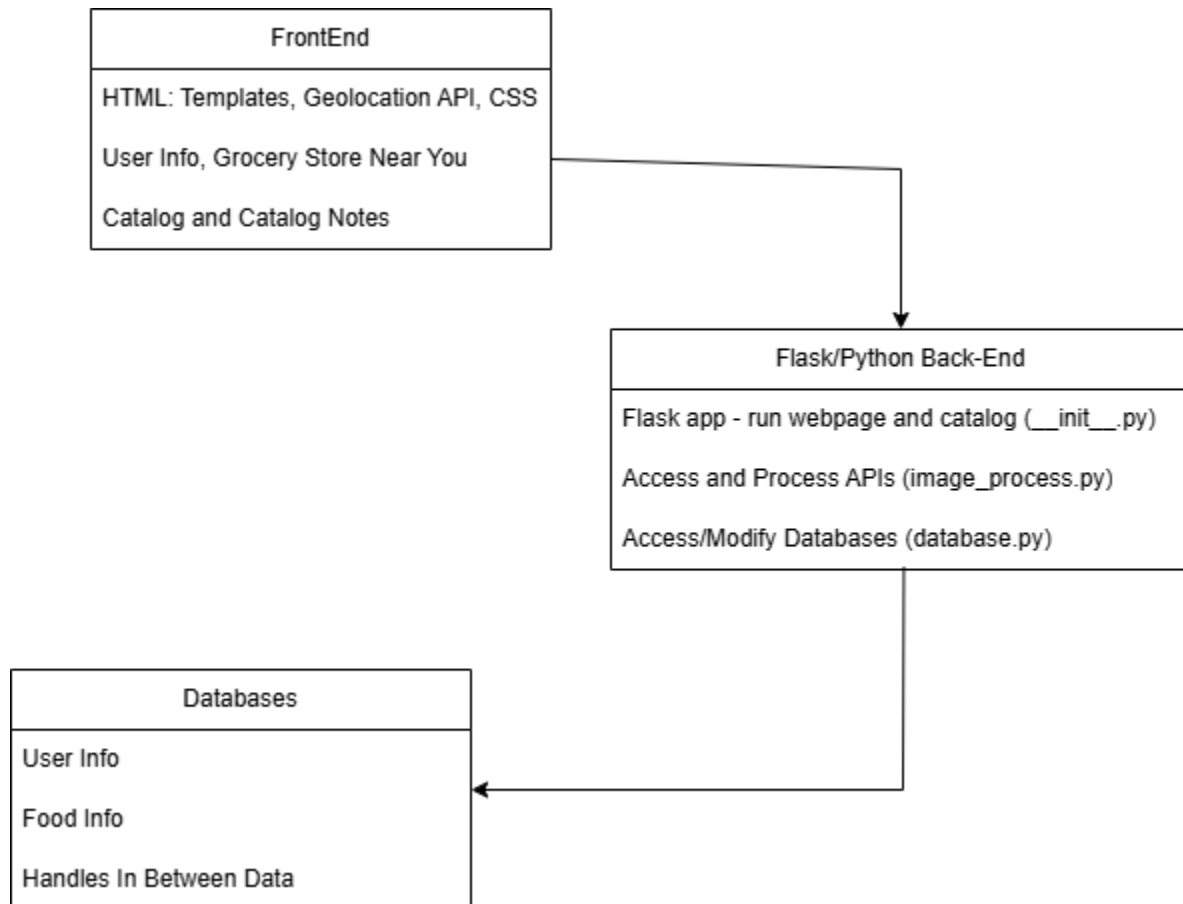 FrontEnd
HTML: Templates, Geolocation API, CSS
User Info, Grocery Store Near You
Catalog and Catalog Notes
Flask/Python Back-End
Flask app - run webpage and catalog (__init__.py)
Access and Process APIs (image_process.py)
Access/Modify Databases (database.py)
Databases
User Info
Food Info
Handles In Between Data